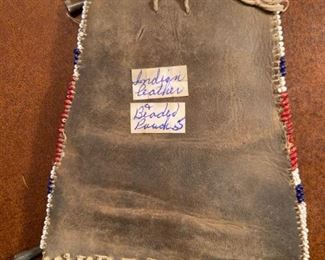 Indian
leather
&
Beaded
Pouch